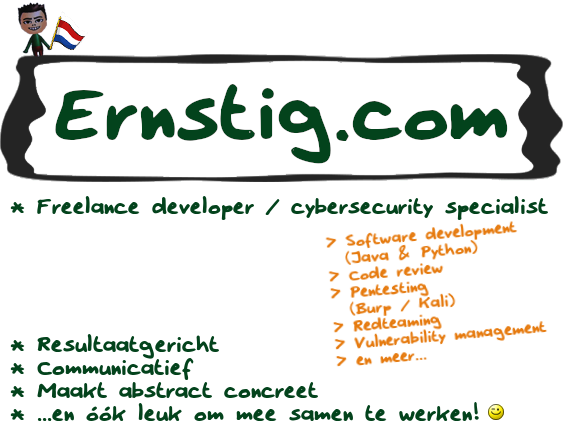 Ernstig.com
* Freelance developer / cybersecurity specialist
> Software development
(Java & Python)
> Code review
> Pentesting
(Burp / Kali)
> Redteaming
> Vulnerability management
> en meer...
* Resultaatgericht
* Communicatief
* Maakt abstract concreet
* ...en óók leuk om mee samen te werken!